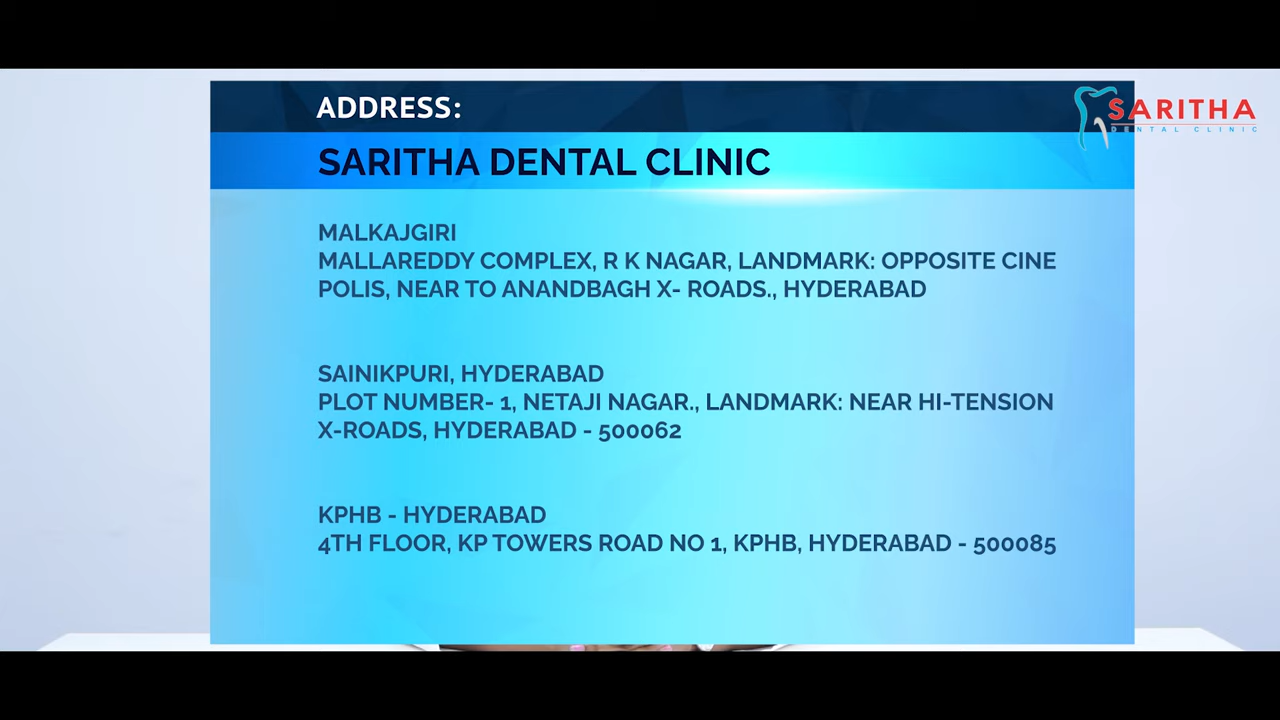 ADDRESS:
SARITHA
DENTAL CLINIC
SARITHA DENTAL CLINIC
MALKAJGIRI
MALLAREDDY COMPLEX, R K NAGAR, LANDMARK: OPPOSITE CINE
POLIS, NEAR TO ANANDBAGH X- ROADS., HYDERABAD
SAINIKPURI, HYDERABAD
PLOT NUMBER- 1, NETAJI NAGAR., LANDMARK: NEAR HI-TENSION
X-ROADS, HYDERABAD - 500062
KPHB - HYDERABAD
4TH FLOOR, KP TOWERS ROAD NO 1, KPHB, HYDERABAD - 500085